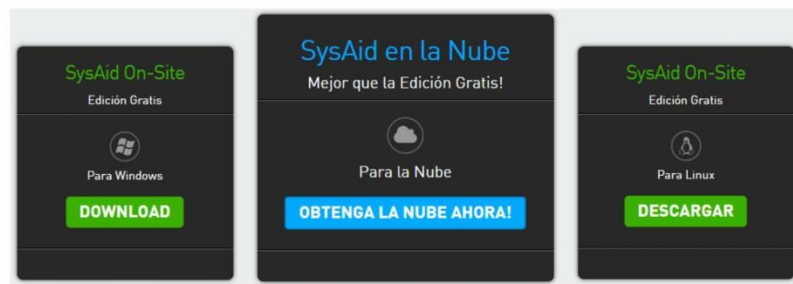 SysAid On-Site
Edición Gratis
Para Windows
DOWNLOAD
SysAid en la Nube
Mejor que la Edición Gratis!
Para la Nube
OBTENGA LA NUBE AHORA!
SysAid On-Site
Edición Gratis
Para Linux
DESCARGAR